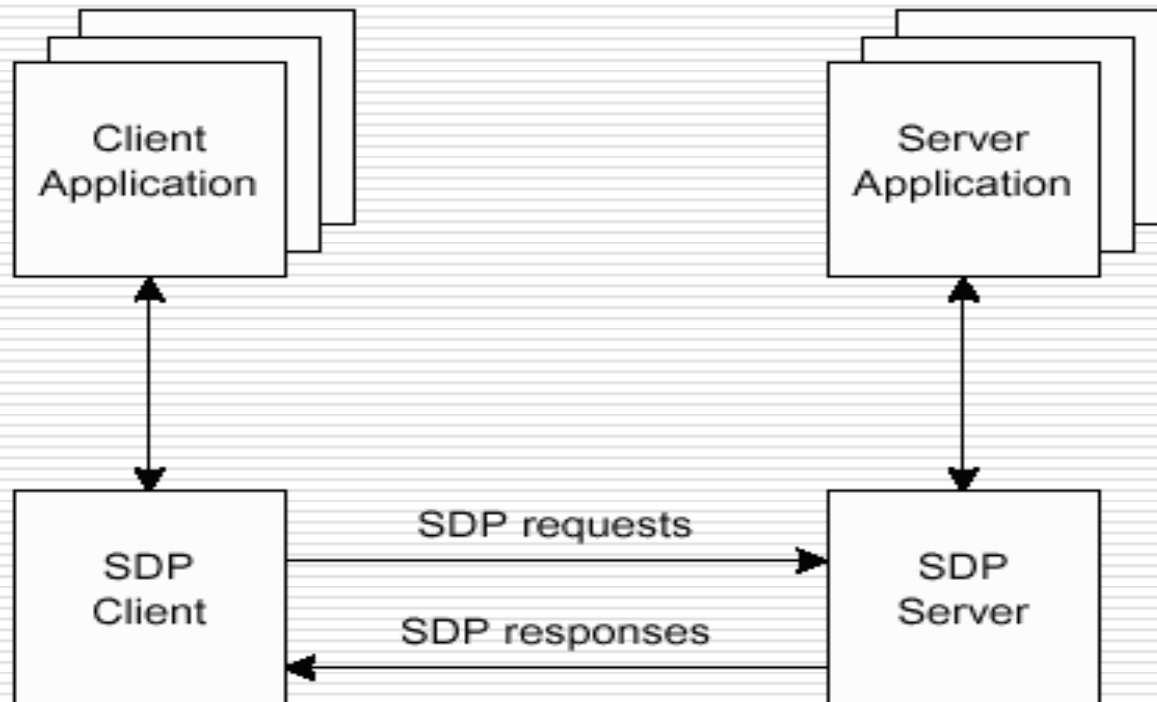 Client
Application
Server
Application
SDP requests
SDP
Client
SDP
Server
SDP responses